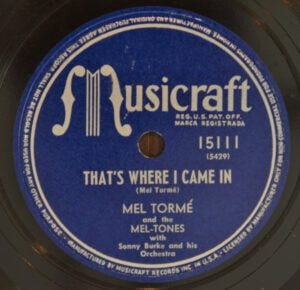 Musicraft
REG. U.S. PAT. OFF.
MARCA REGISTRADA
15111
(5429)
THAT'S WHERE I CAME IN
(Mel Tormé)
MEL TORMÉ
and the
MEL-TONES
with
Sonny Burke and his
Orchestra
MANUFACTURED BY MUSICRAFT RECORDS INC. IN U.S.A.